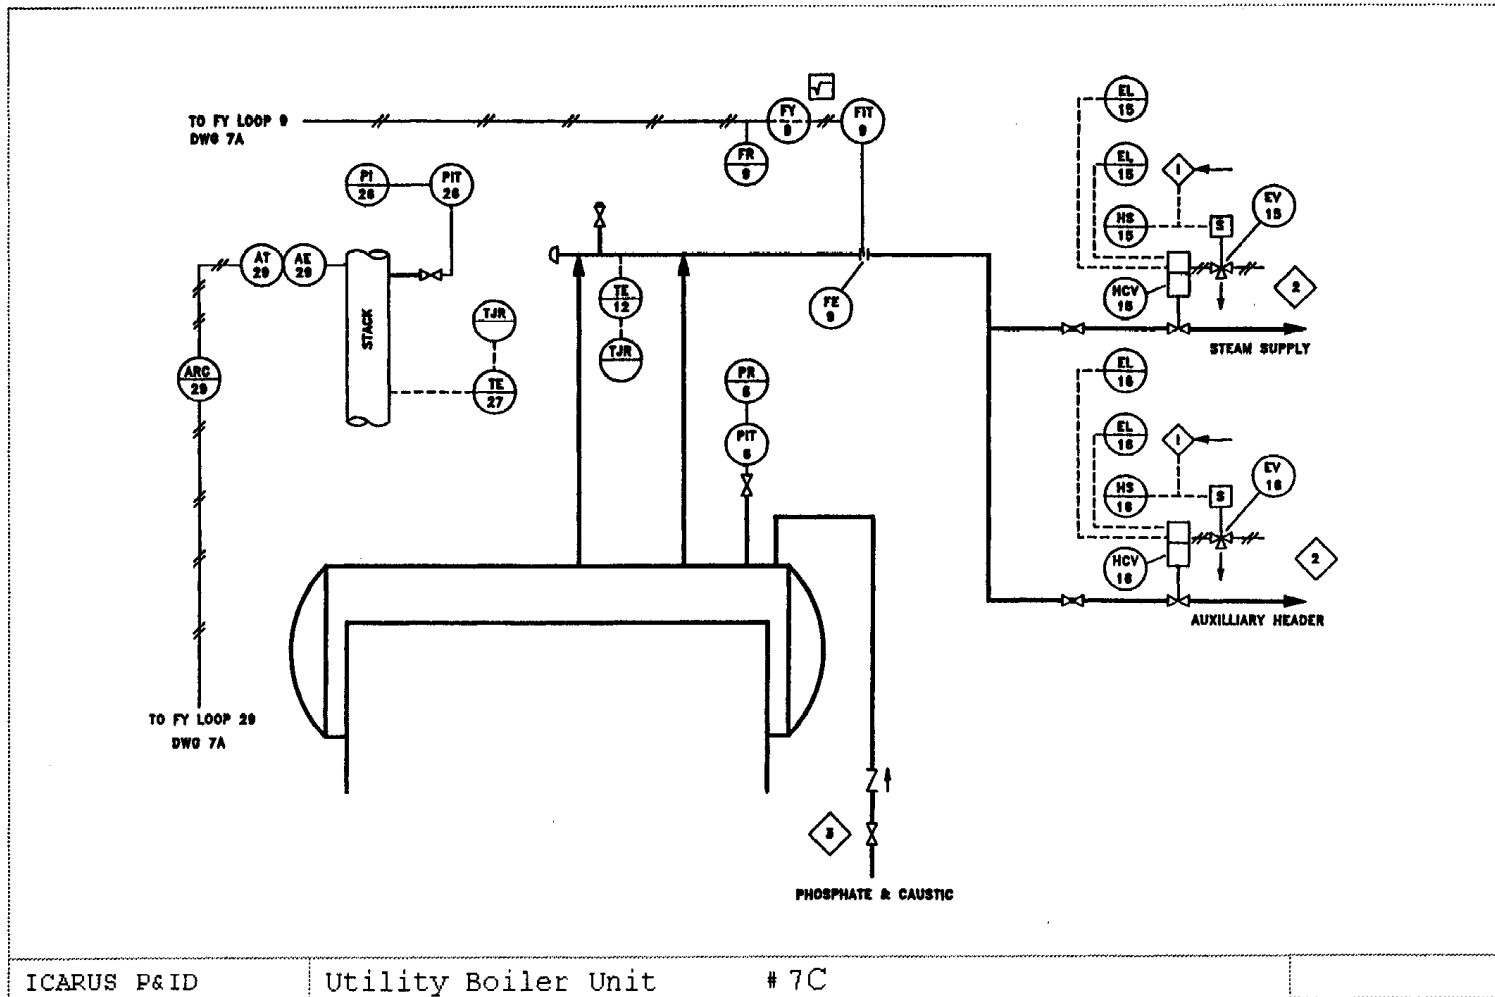 TO FY LOOP 9
DWG 7A
FY
9
√
FIT
9
FR
9
PI
26
PIT
26
AT
29
AE
29
STACK
TJR
TE
27
ARC
29
TE
12
TJR
FE
9
PR
6
PIT
6
EL
15
EL
15
1
HS
15
S
EV
15
HCV
15
2
STEAM SUPPLY
EL
16
EL
16
1
HS
16
S
EV
16
HCV
16
2
AUXILLIARY HEADER
TO FY LOOP 29
DWG 7A
3
PHOSPHATE & CAUSTIC
ICARUS P&ID
Utility Boiler Unit # 7C